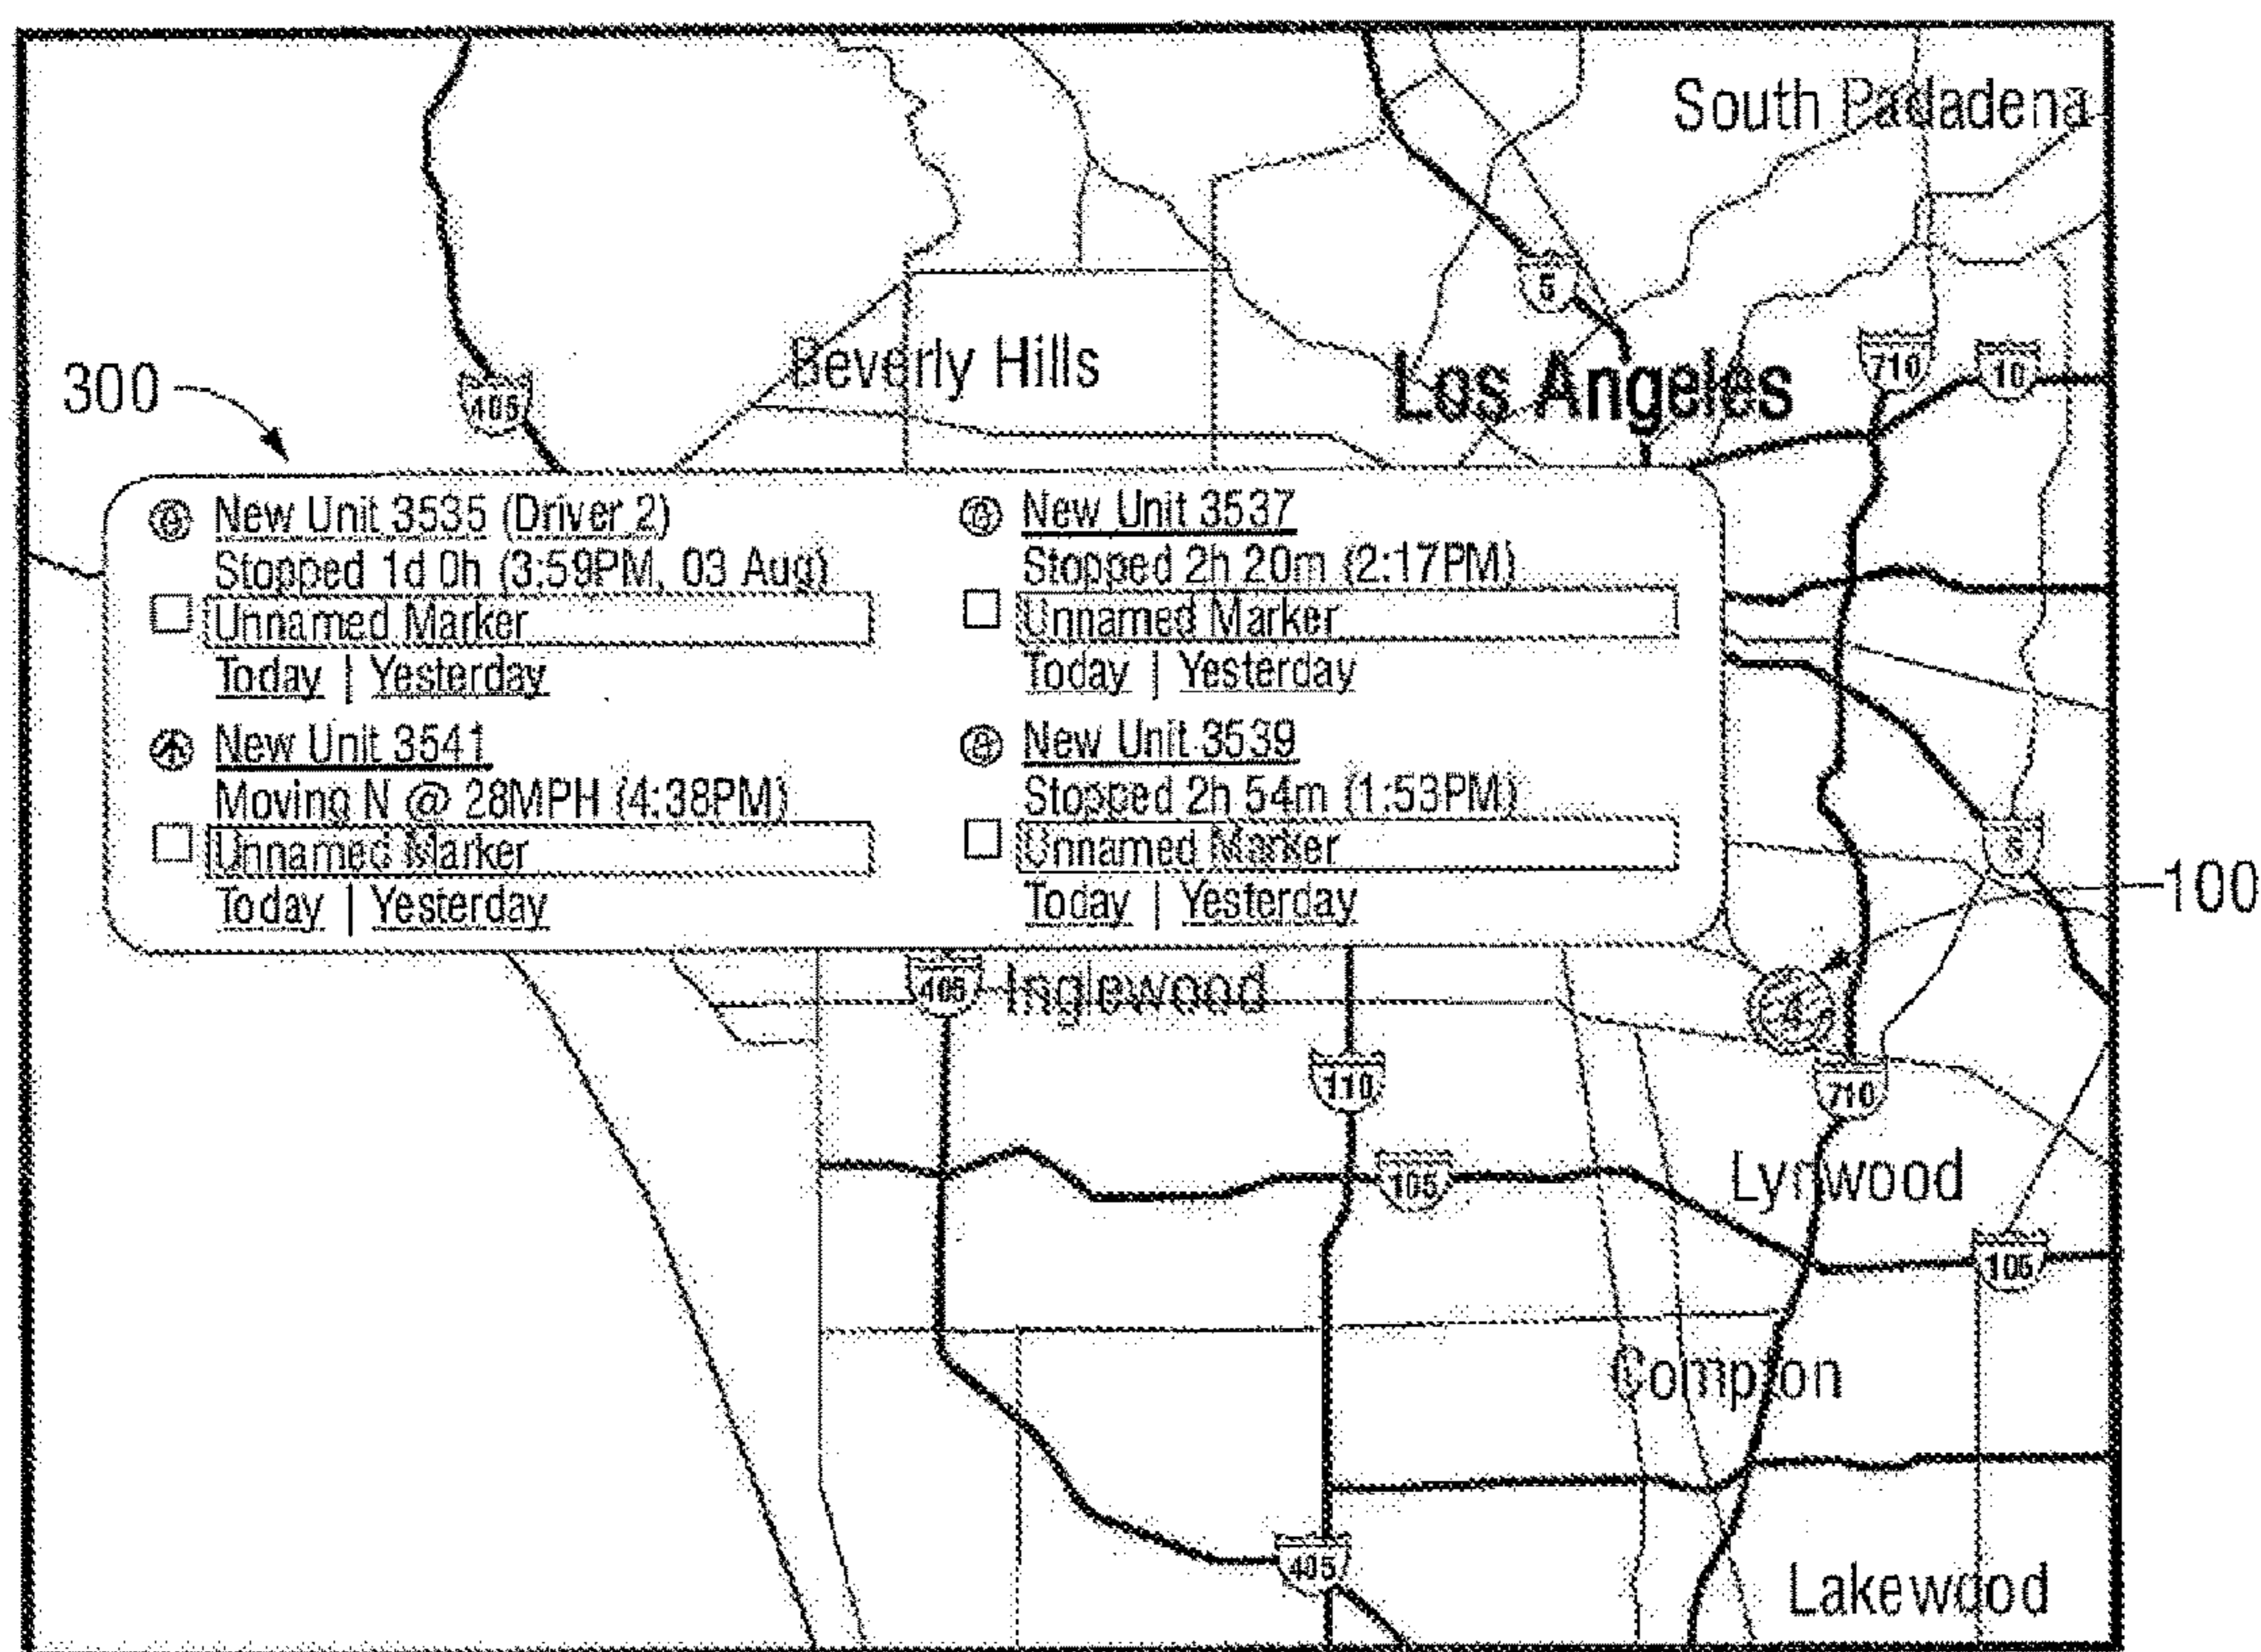 South Padadena
5
Beverly Hills
Los Angeles
710
10
300
405
New Unit 3535 (Driver 2)
Stopped 1d 0h (3:59PM, 03 Aug)
Unnamed Marker
Today | Yesterday
New Unit 3537
Stopped 2h 20m (2:17PM)
Unnamed Marker
Today | Yesterday
New Unit 3541
Moving N @ 28MPH (4:38PM)
Unnamed Marker
Today | Yesterday
New Unit 3539
Stopped 2h 54m (1:53PM)
Unnamed Marker
Today | Yesterday
5
100
405
Inglewood
4
110
710
105
Lynwood
105
Compton
405
Lakewood